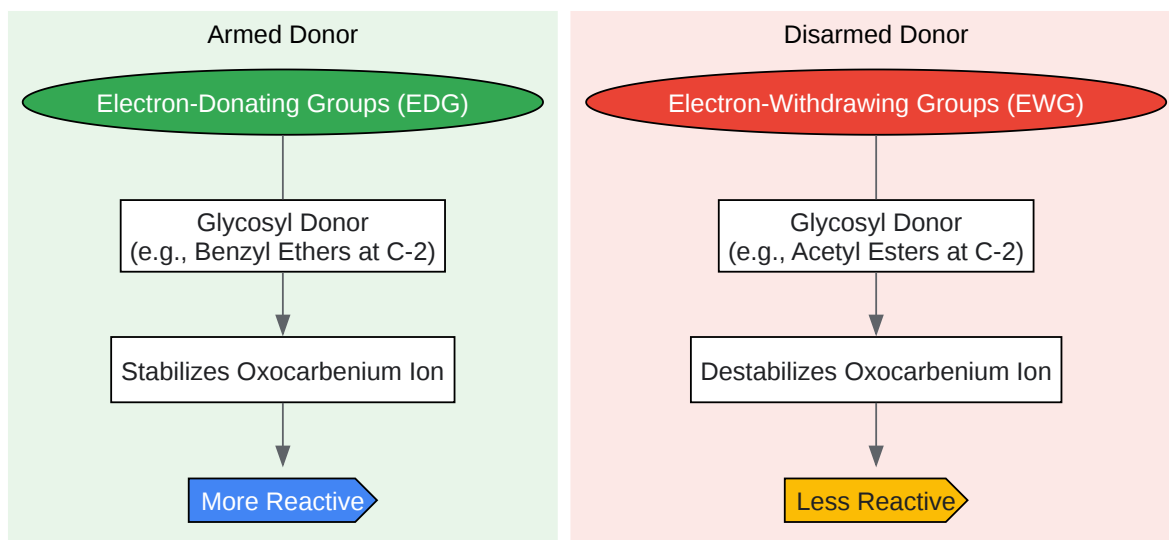 Armed Donor
Electron-Donating Groups (EDG)
Glycosyl Donor
(e.g., Benzyl Ethers at C-2)
Stabilizes Oxocarbenium Ion
More Reactive
Disarmed Donor
Electron-Withdrawing Groups (EWG)
Glycosyl Donor
(e.g., Acetyl Esters at C-2)
Destabilizes Oxocarbenium Ion
Less Reactive